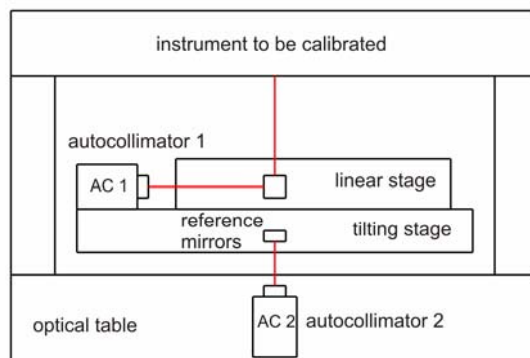 instrument to be calibrated
autocollimator 1
AC 1
linear stage
reference
mirrors
tilting stage
optical table
AC 2
autocollimator 2